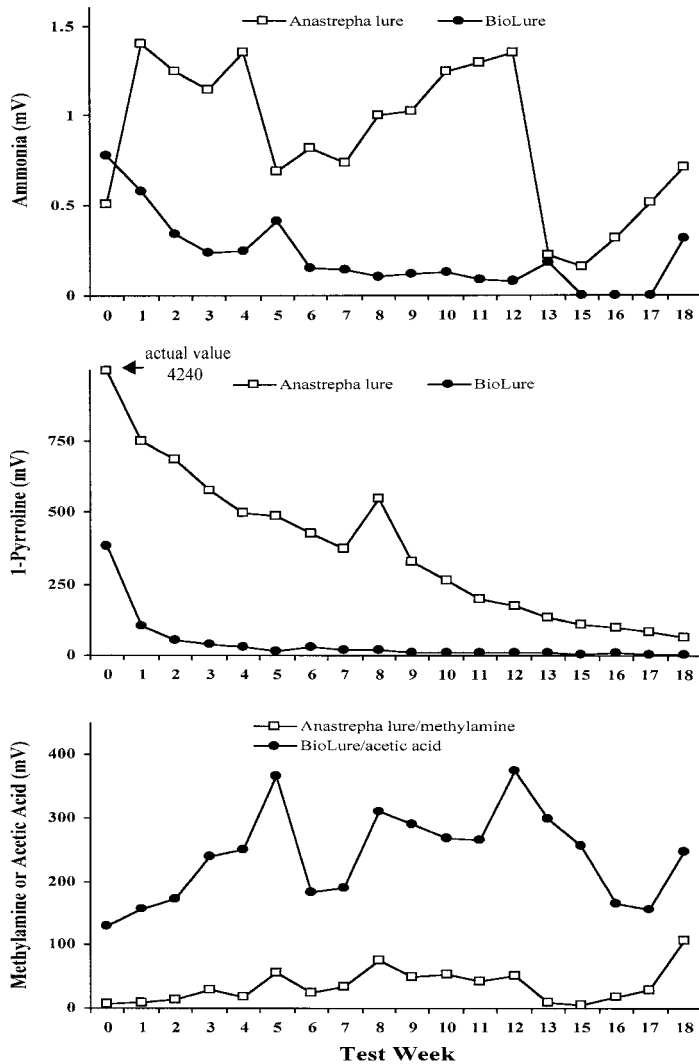 Anastrepha lure BioLure
Ammonia (mV)
1.5
1
0.5
0
0 1 2 3 4 5 6 7 8 9 10 11 12 13 15 16 17 18
actual value
4240
Anastrepha lure BioLure
1-Pyrroline (mV)
750
500
250
0
0 1 2 3 4 5 6 7 8 9 10 11 12 13 15 16 17 18
Anastrepha lure/methylamine
BioLure/acetic acid
Methylamine or Acetic Acid (mV)
400
300
200
100
0
0 1 2 3 4 5 6 7 8 9 10 11 12 13 15 16 17 18
Test Week